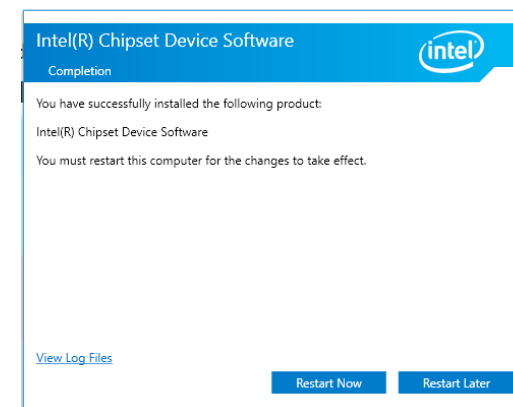 Intel(R) Chipset Device Software
intel
Completion
You have successfully installed the following product:
Intel(R) Chipset Device Software
You must restart this computer for the changes to take effect.
View Log Files
Restart Now
Restart Later